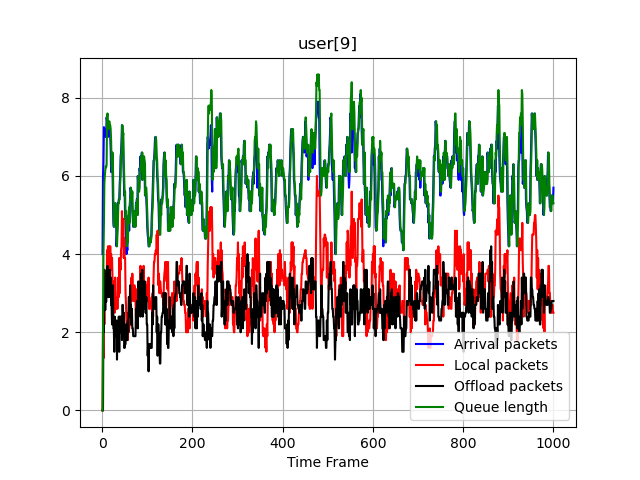 user[9]
8
6
4
2
0
0 200 400 600 800 1000
Time Frame
Arrival packets
Local packets
Offload packets
Queue length